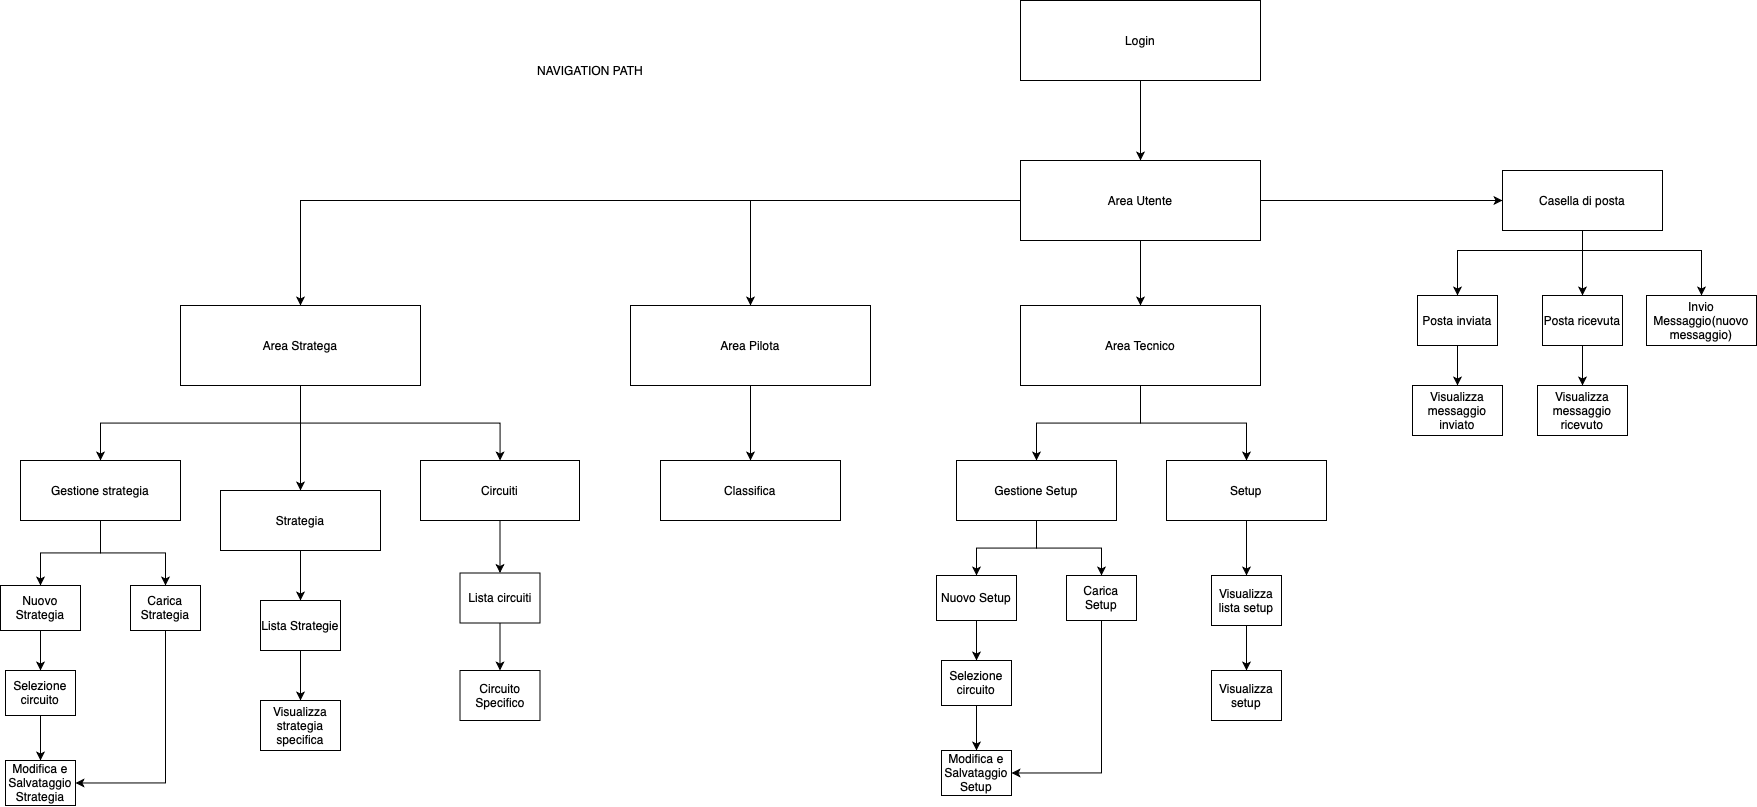 Login
NAVIGATION PATH
Area Utente
Casella di posta
Posta inviata
Posta ricevuta
Invio
Messaggio(nuovo
messaggio)
Visualizza
messaggio
inviato
Visualizza
messaggio
ricevuto
Area Stratega
Area Pilota
Area Tecnico
Gestione strategia
Strategia
Circuiti
Classifica
Gestione Setup
Setup
Nuovo
Strategia
Carica
Strategia
Lista Strategie
Lista circuiti
Nuovo Setup
Carica
Setup
Visualizza
lista setup
Selezione
circuito
Visualizza
strategia
specifica
Circuito
Specifico
Selezione
circuito
Visualizza
setup
Modifica e
Salvataggio
Strategia
Modifica e
Salvataggio
Setup